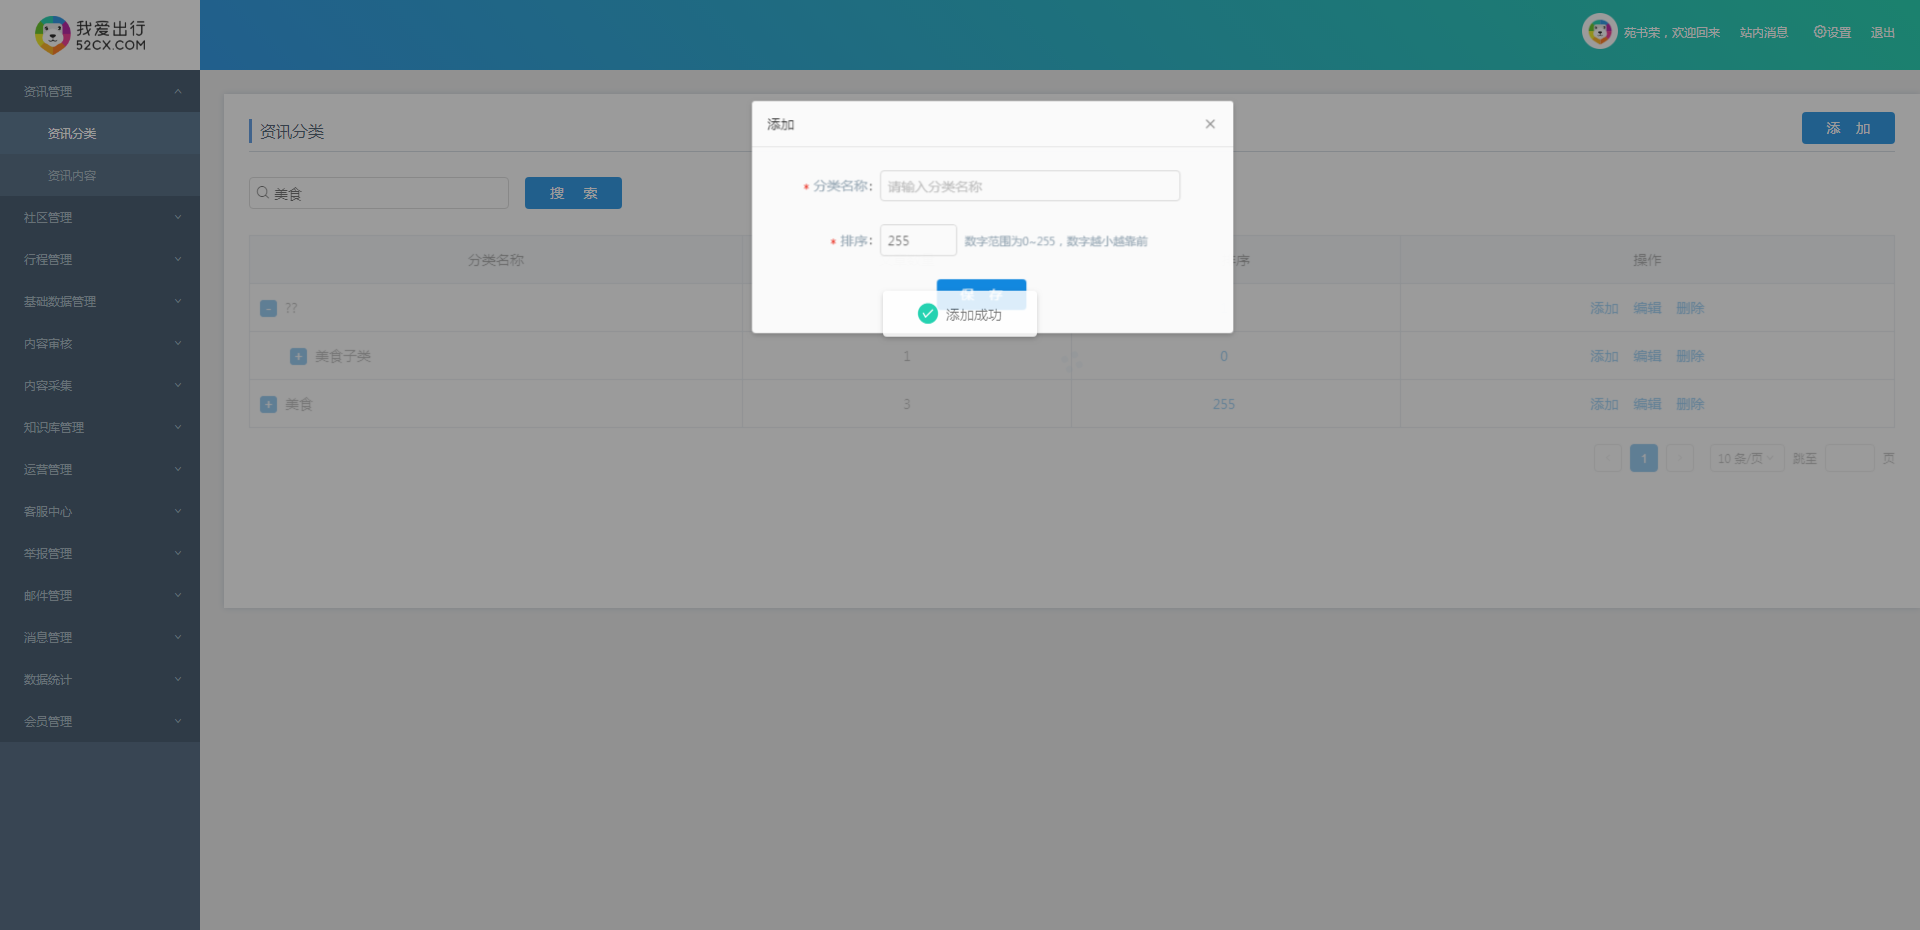 我爱出行
52CX.COM
苑书荣，欢迎回来
站内消息
设置
退出
资讯管理
资讯分类
资讯内容
社区管理
行程管理
基础数据管理
内容审核
内容采集
知识库管理
运营管理
客服中心
举报管理
邮件管理
消息管理
数据统计
会员管理
资讯分类
添 加
美食
搜 索
添加
* 分类名称：
请输入分类名称
* 排序：
255
数字范围为0~255，数字越小越靠前
保 存
添加成功
分类名称
序
操作
??
添加 编辑 删除
美食子类
1
0
添加 编辑 删除
美食
3
255
添加 编辑 删除
1
10 条/页
跳至
页